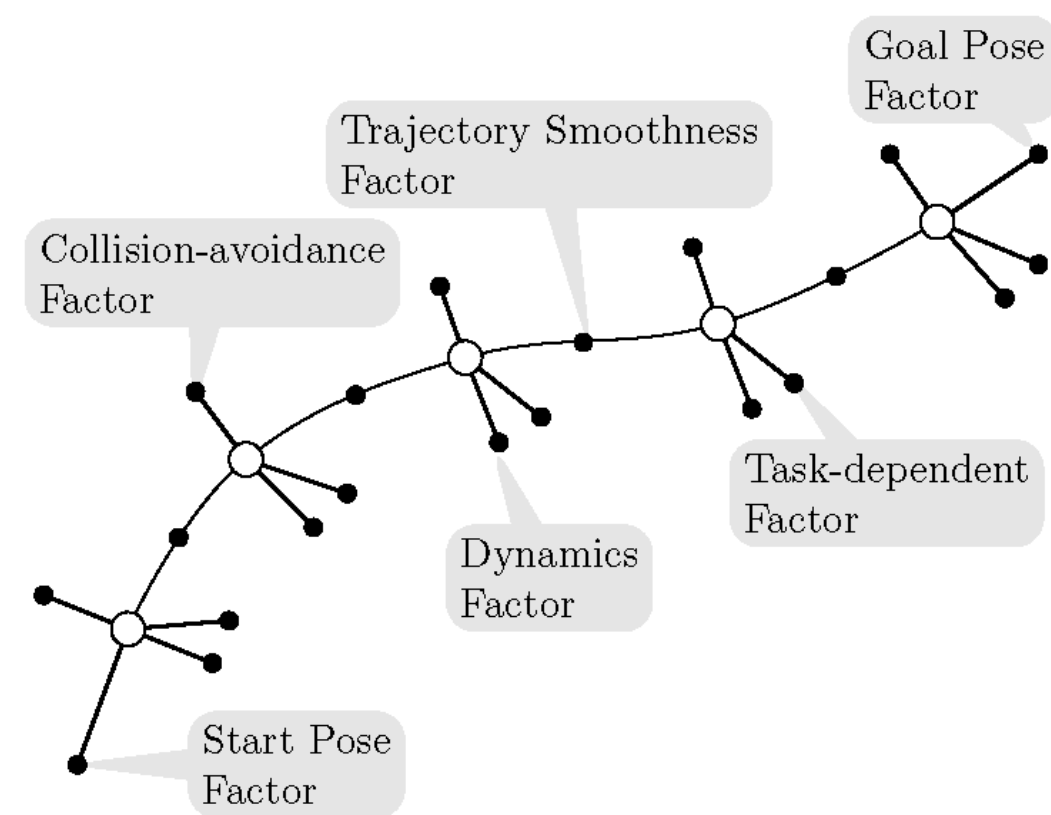 Goal Pose
Factor
Trajectory Smoothness
Factor
Collision-avoidance
Factor
Task-dependent
Factor
Dynamics
Factor
Start Pose
Factor